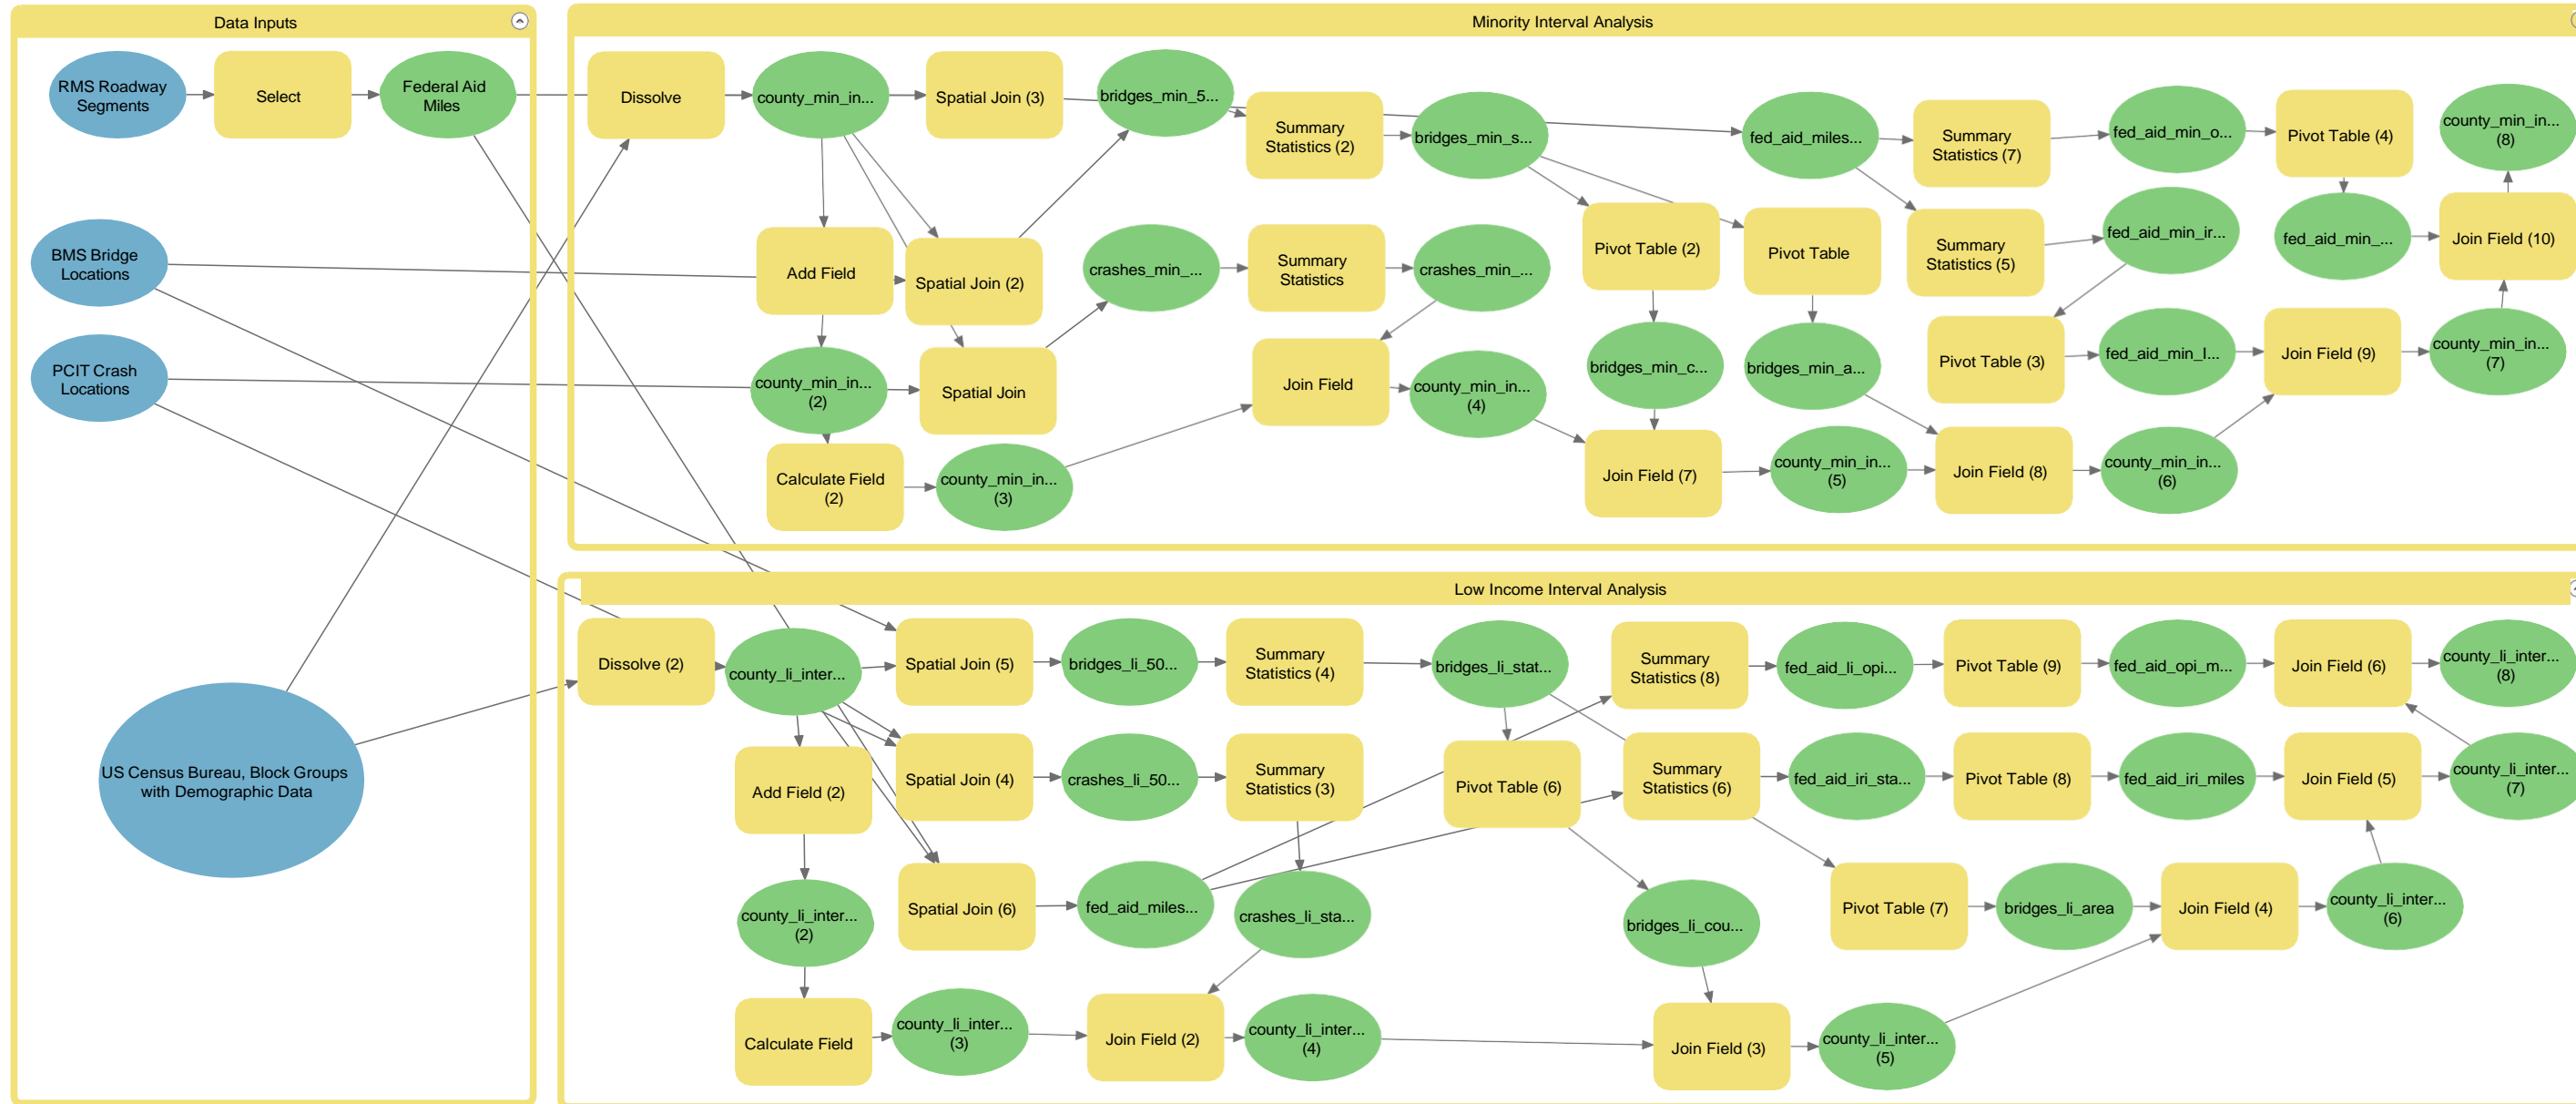 Data Inputs
RMS Roadway
Segments
Select
Federal Aid
Miles
BMS Bridge
Locations
PCIT Crash
Locations
US Census Bureau, Block Groups
with Demographic Data
Minority Interval Analysis
Dissolve
county_min_in...
Spatial Join (3)
bridges_min_5...
Summary
Statistics (2)
bridges_min_s...
fed_aid_miles...
Summary
Statistics (7)
fed_aid_min_o...
Pivot Table (4)
county_min_in...
(8)
Add Field
Spatial Join (2)
crashes_min_...
Summary
Statistics
crashes_min_...
Pivot Table (2)
Pivot Table
Summary
Statistics (5)
fed_aid_min_ir...
fed_aid_min_...
Join Field (10)
county_min_in...
(2)
Spatial Join
Join Field
county_min_in...
(4)
bridges_min_c...
bridges_min_a...
Pivot Table (3)
fed_aid_min_I...
Join Field (9)
county_min_in...
(7)
Calculate Field
(2)
county_min_in...
(3)
Join Field (7)
county_min_in...
(5)
Join Field (8)
county_min_in...
(6)
Low Income Interval Analysis
Dissolve (2)
county_li_inter...
Spatial Join (5)
bridges_li_50...
Summary
Statistics (4)
bridges_li_stat...
Summary
Statistics (8)
fed_aid_li_opi...
Pivot Table (9)
fed_aid_opi_m...
Join Field (6)
county_li_inter...
(8)
Add Field (2)
Spatial Join (4)
crashes_li_50...
Summary
Statistics (3)
Pivot Table (6)
Summary
Statistics (6)
fed_aid_iri_sta...
Pivot Table (8)
fed_aid_iri_miles
Join Field (5)
county_li_inter...
(7)
county_li_inter...
(2)
Spatial Join (6)
fed_aid_miles...
crashes_li_sta...
bridges_li_cou...
Pivot Table (7)
bridges_li_area
Join Field (4)
county_li_inter...
(6)
Calculate Field
county_li_inter...
(3)
Join Field (2)
county_li_inter...
(4)
Join Field (3)
county_li_inter...
(5)